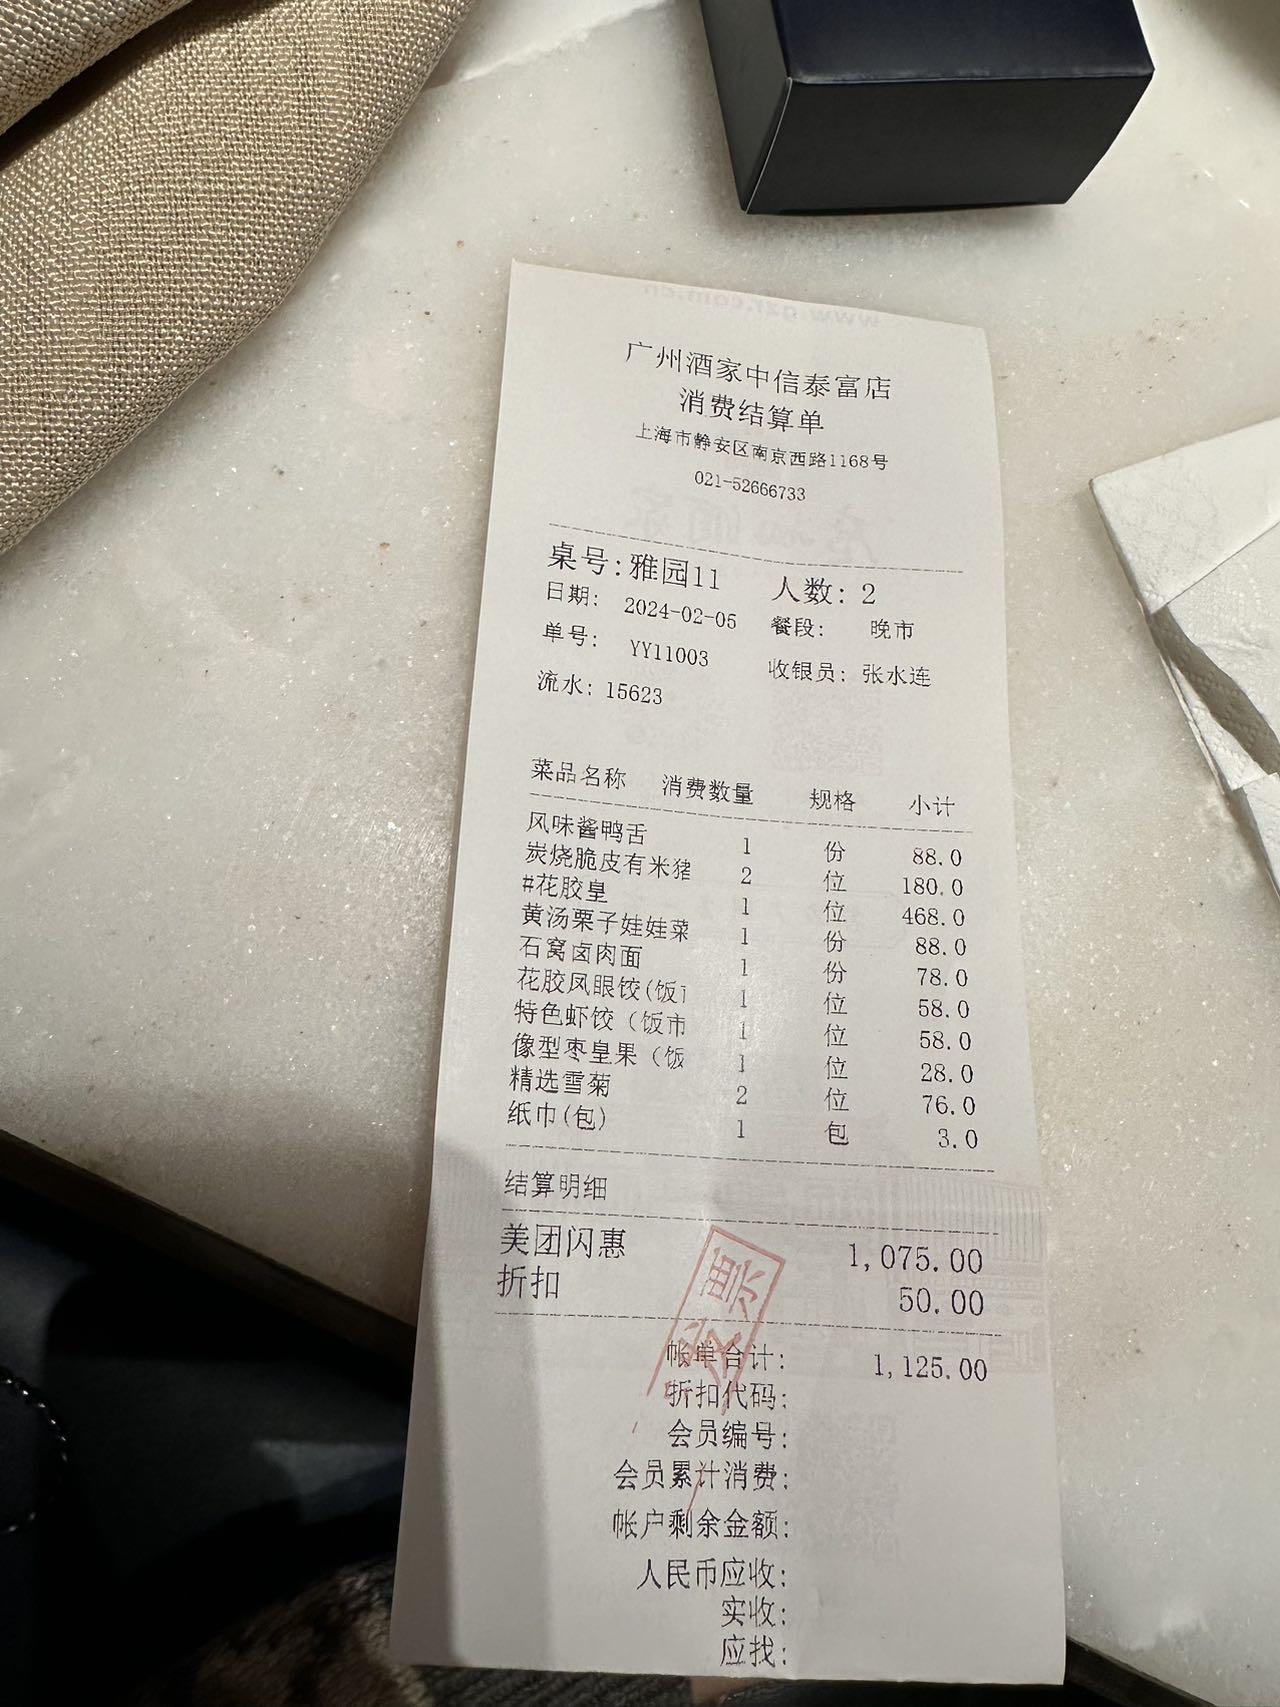 广州酒家中信泰富店
消费结算单
上海市静安区南京西路1168号
021-52666733
桌号:雅园11 人数: 2
日期: 2024-02-05 餐段: 晚市
单号: YY11003 收银员: 张水连
流水: 15623
菜品名称 消费数量 规格 小计
风味酱鸭舌 1 份 88.0
炭烧脆皮有米猪 2 位 180.0
#花胶皇 1 位 468.0
黄汤栗子娃娃菜 1 份 88.0
石窝卤肉面 1 份 78.0
花胶凤眼饺(饭市 1 位 58.0
特色虾饺（饭市 1 位 58.0
像型枣皇果（饭 1 位 28.0
精选雪菊 2 位 76.0
纸巾(包) 1 包 3.0
结算明细
美团闪惠 1,075.00
折扣 50.00
帐单合计: 1,125.00
折扣代码:
会员编号:
会员累计消费:
帐户剩余金额:
人民币应收:
实收:
应找: